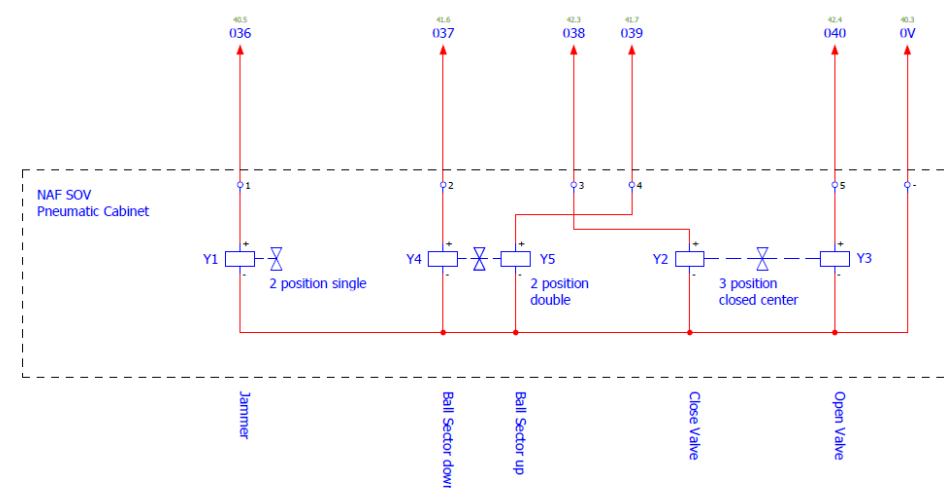 40.5 41.6 42.3 41.7 42.4 40.3
036 037 038 039 040 0V
NAF SOV
Pneumatic Cabinet
1 2 3 4 5 -
+ + + + +
Y1 Y4 Y5 Y2 Y3
- - - - -
2 position single
2 position
double
3 position
closed center
Jammer
Ball Sector down
Ball Sector up
Close Valve
Open Valve